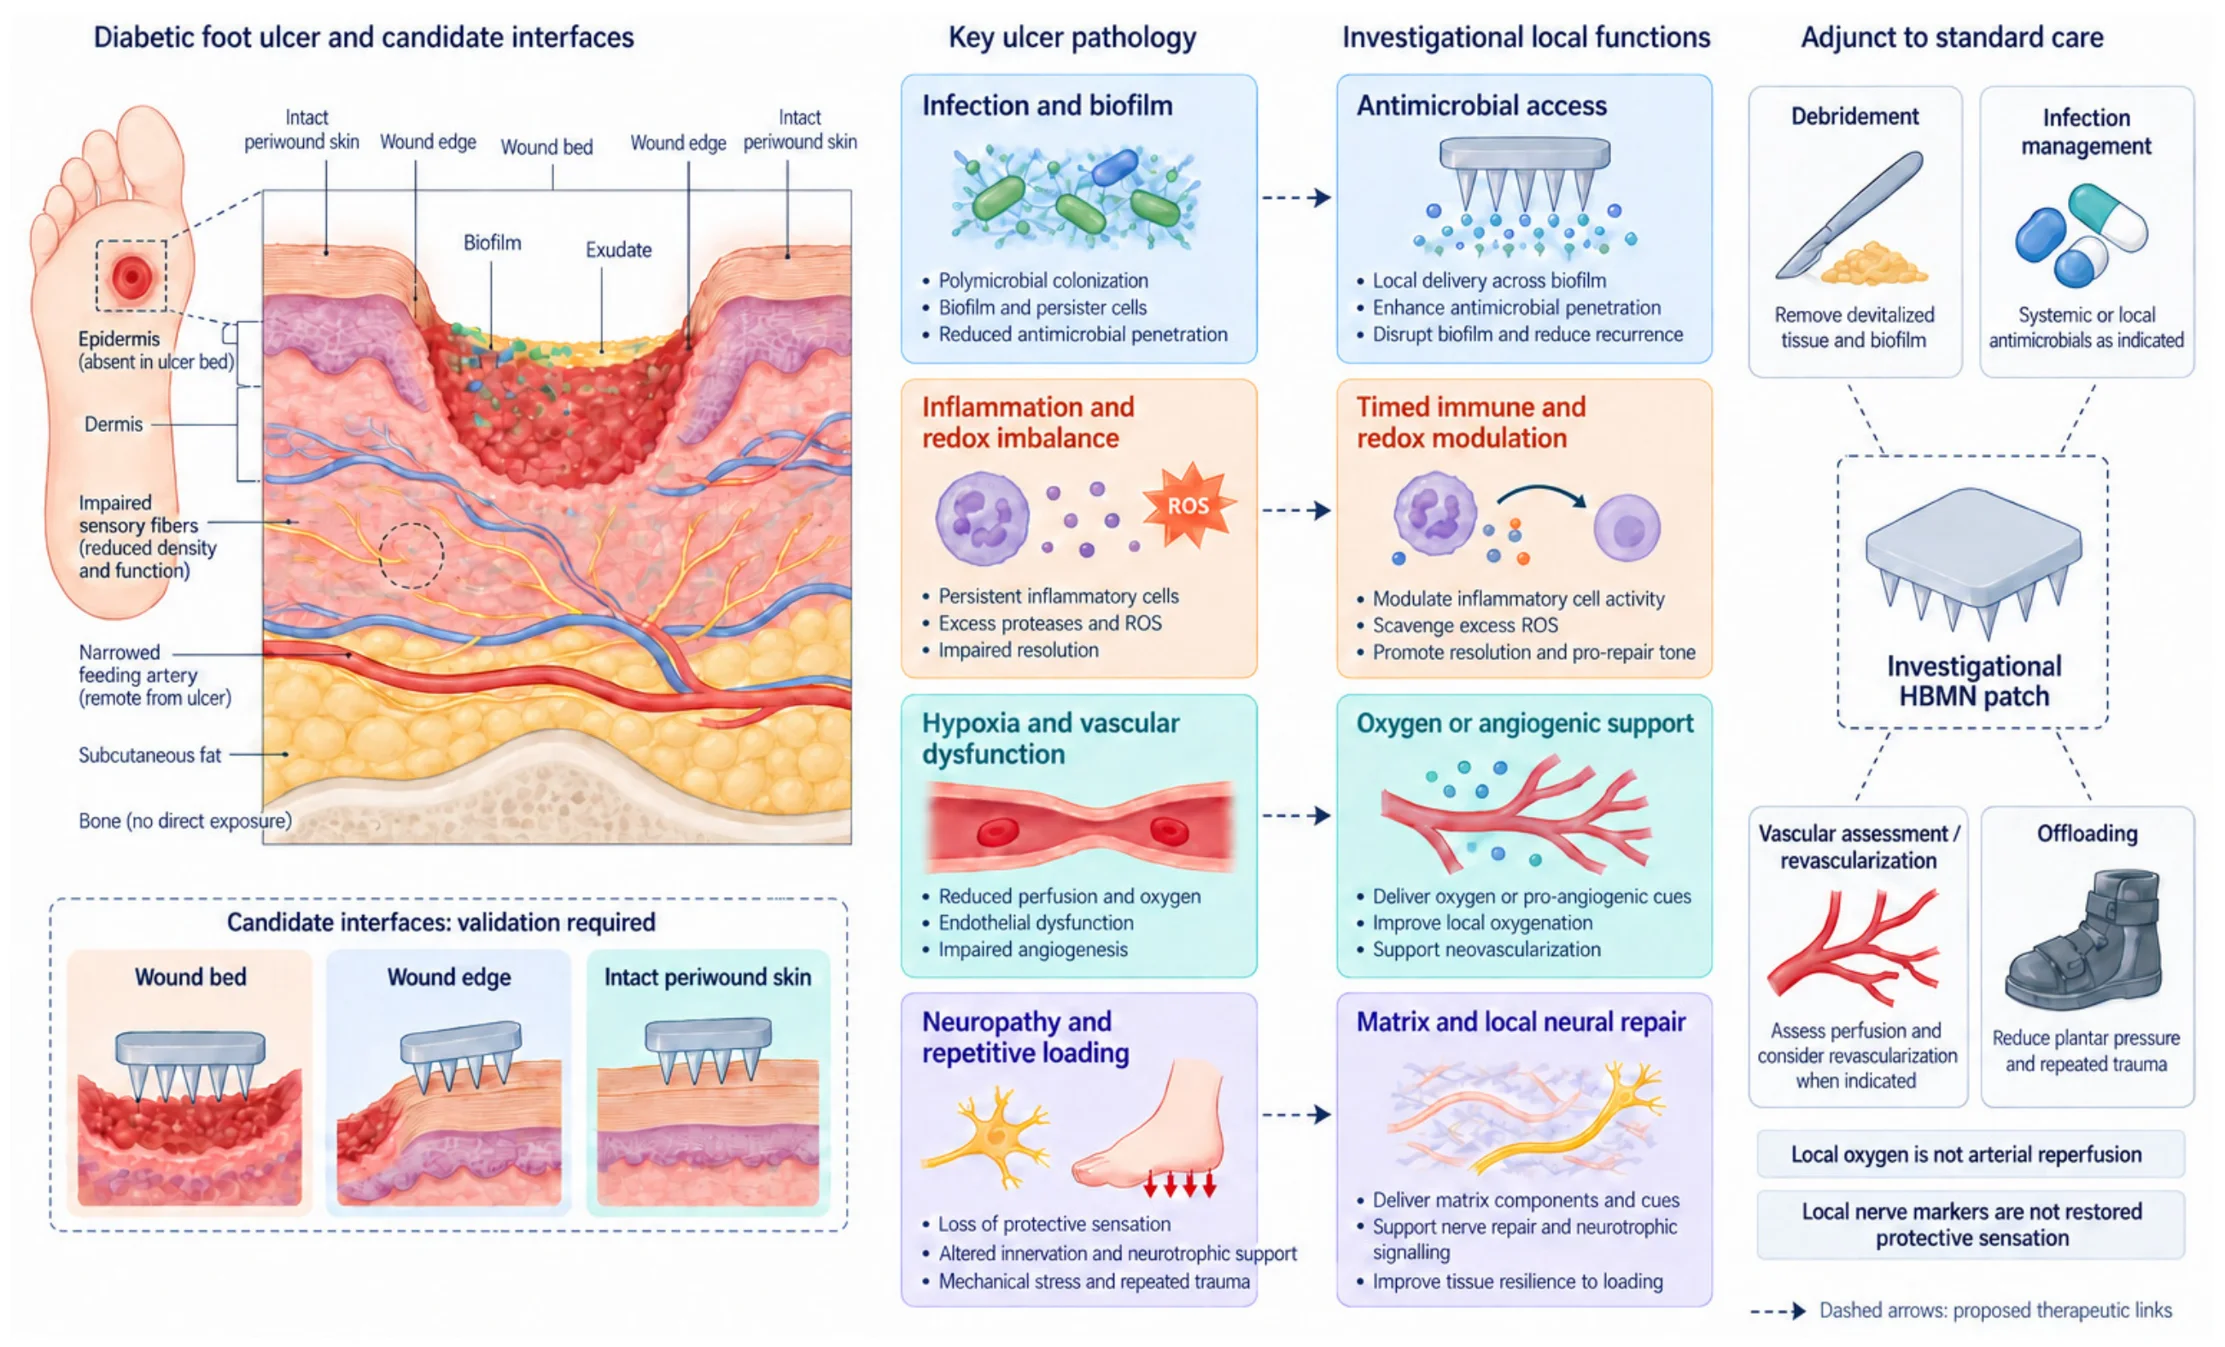 Diabetic foot ulcer and candidate interfaces
Intact
periwound skin
Wound edge
Wound bed
Wound edge
Intact
periwound skin
Biofilm
Exudate
Epidermis
(absent in ulcer bed)
Dermis
Impaired
sensory fibers
(reduced density
and function)
Narrowed
feeding artery
(remote from ulcer)
Subcutaneous fat
Bone (no direct exposure)
Candidate interfaces: validation required
Wound bed
Wound edge
Intact periwound skin
Key ulcer pathology
Infection and biofilm
• Polymicrobial colonization
• Biofilm and persister cells
• Reduced antimicrobial penetration
Inflammation and
redox imbalance
ROS
• Persistent inflammatory cells
• Excess proteases and ROS
• Impaired resolution
Hypoxia and vascular
dysfunction
• Reduced perfusion and oxygen
• Endothelial dysfunction
• Impaired angiogenesis
Neuropathy and
repetitive loading
• Loss of protective sensation
• Altered innervation and neurotrophic support
• Mechanical stress and repeated trauma
Investigational local functions
Antimicrobial access
• Local delivery across biofilm
• Enhance antimicrobial penetration
• Disrupt biofilm and reduce recurrence
Timed immune and
redox modulation
• Modulate inflammatory cell activity
• Scavenge excess ROS
• Promote resolution and pro-repair tone
Oxygen or angiogenic support
• Deliver oxygen or pro-angiogenic cues
• Improve local oxygenation
• Support neovascularization
Matrix and local neural repair
• Deliver matrix components and cues
• Support nerve repair and neurotrophic
signalling
• Improve tissue resilience to loading
Adjunct to standard care
Debridement
Remove devitalized
tissue and biofilm
Infection
management
Systemic or local
antimicrobials as indicated
Investigational
HBMN patch
Vascular assessment /
revascularization
Assess perfusion and
consider revascularization
when indicated
Offloading
Reduce plantar pressure
and repeated trauma
Local oxygen is not arterial reperfusion
Local nerve markers are not restored
protective sensation
Dashed arrows: proposed therapeutic links